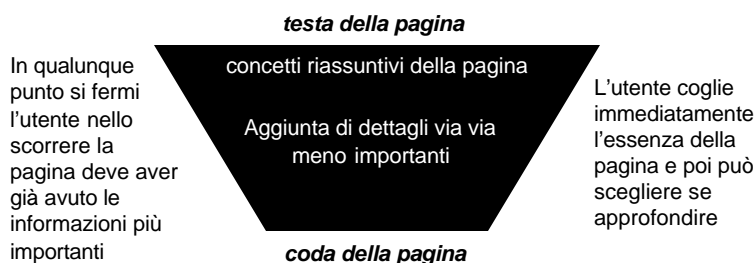 testa della pagina
In qualunque
punto si fermi
l'utente nello
scorrere la
pagina deve aver
già avuto le
informazioni più
importanti
concetti riassuntivi della pagina
Aggiunta di dettagli via via
meno importanti
L'utente coglie
immediatamente
l'essenza della
pagina e poi può
scegliere se
approfondire
coda della pagina